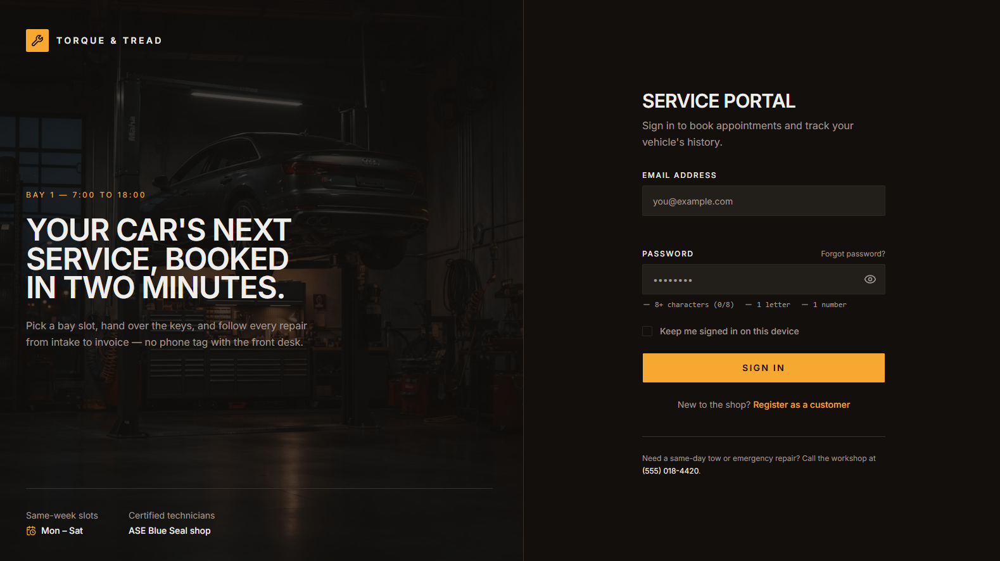 TORQUE & TREAD
Maha
BAY 1 — 7:00 TO 18:00
YOUR CAR'S NEXT
SERVICE, BOOKED
IN TWO MINUTES.
Pick a bay slot, hand over the keys, and follow every repair
from intake to invoice — no phone tag with the front desk.
Same-week slots
Mon – Sat
Certified technicians
ASE Blue Seal shop
SERVICE PORTAL
Sign in to book appointments and track your
vehicle's history.
EMAIL ADDRESS
you@example.com
PASSWORD
Forgot password?
••••••••
— 8+ characters (0/8) — 1 letter — 1 number
Keep me signed in on this device
SIGN IN
New to the shop? Register as a customer
Need a same-day tow or emergency repair? Call the workshop at
(555) 018-4420.